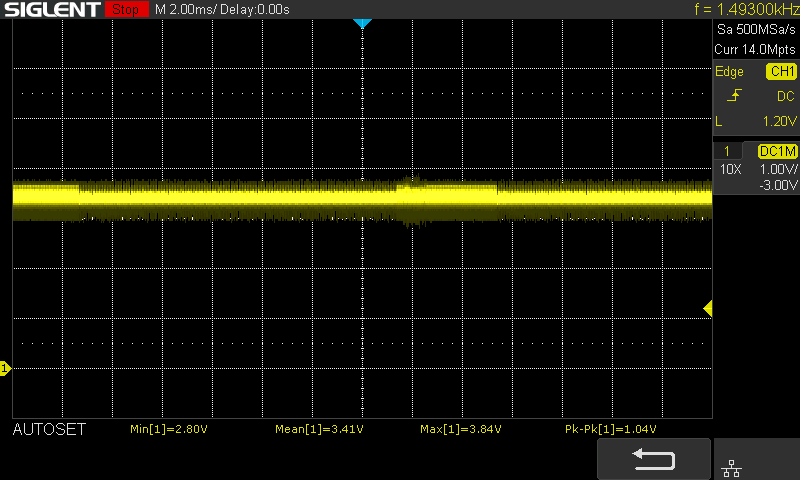 SIGLENT Stop M 2.00ms/ Delay:0.00s f = 1.49300kHz
Sa 500MSa/s
Curr 14.0Mpts
Edge CH1
DC
L 1.20V
1 DC1M
10X 1.00V/
-3.00V
1
AUTOSET Min[1]=2.80V Mean[1]=3.41V Max[1]=3.84V Pk-Pk[1]=1.04V